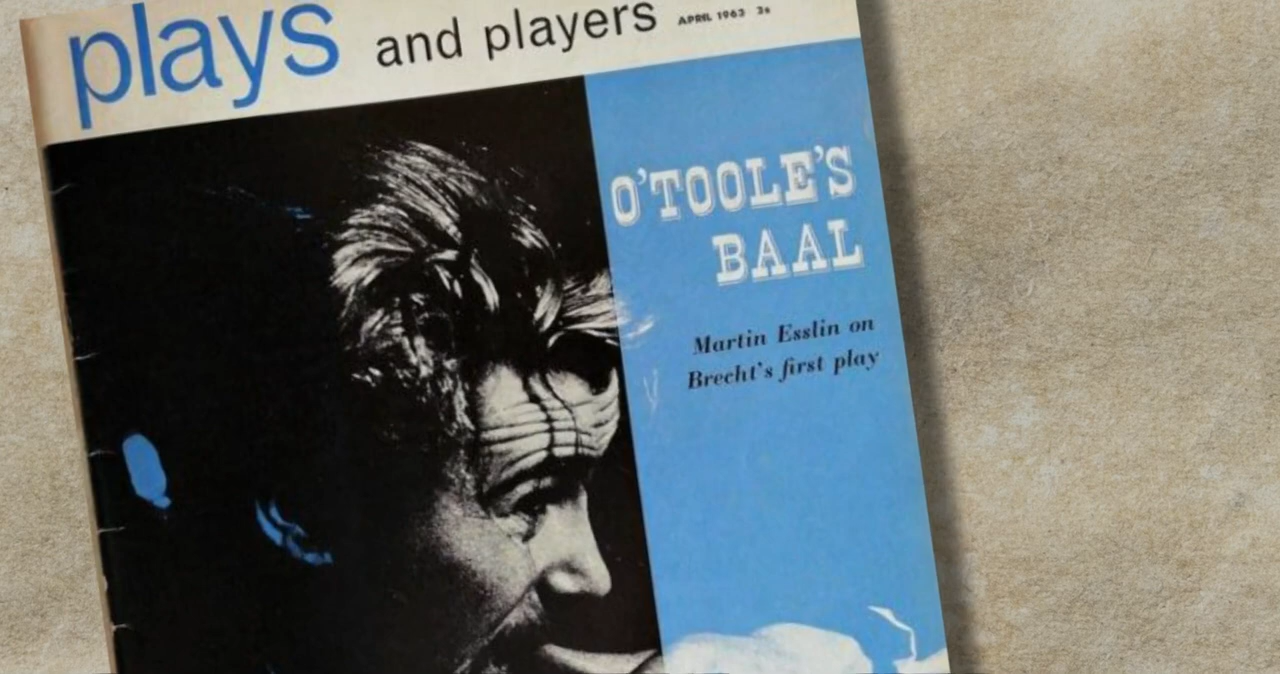 plays and players APRIL 1963 3s
O'TOOLE'S
BAAL
Martin Esslin on
Brecht's first play